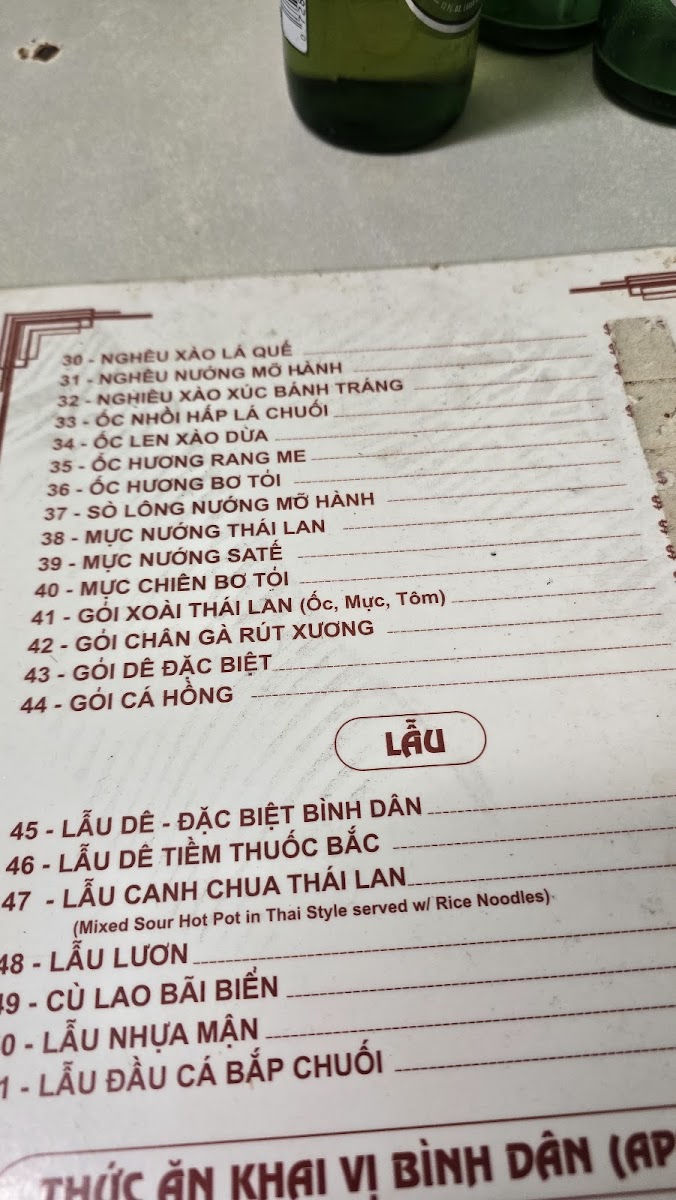 30 - NGHÊU XÀO LÁ QUẾ $
31 - NGHÊU NƯỚNG MỠ HÀNH
32 - NGHIÊU XÀO XÚC BÁNH TRÁNG
33 - ỐC NHỒI HẤP LÁ CHUỐI
34 - ỐC LEN XÀO DỪA
35 - ỐC HƯƠNG RANG ME
36 - ỐC HƯƠNG BƠ TỎI
37 - SÒ LÔNG NƯỚNG MỠ HÀNH $
38 - MỰC NƯỚNG THÁI LAN $
39 - MỰC NƯỚNG SATẾ $
40 - MỰC CHIÊN BƠ TỎI $
41 - GỎI XOÀI THÁI LAN (Ốc, Mực, Tôm)
42 - GỎI CHÂN GÀ RÚT XƯƠNG
43 - GỎI DÊ ĐẶC BIỆT
44 - GỎI CÁ HỒNG
LẨU
45 - LẨU DÊ - ĐẶC BIỆT BÌNH DÂN
46 - LẨU DÊ TIỀM THUỐC BẮC
47 - LẨU CANH CHUA THÁI LAN
(Mixed Sour Hot Pot in Thai Style served w/ Rice Noodles)
48 - LẨU LƯƠN
49 - CÙ LAO BÃI BIỂN
0 - LẨU NHỰA MẬN
1 - LẨU ĐẦU CÁ BẮP CHUỐI
THỨC ĂN KHAI VỊ BÌNH DÂN (AP